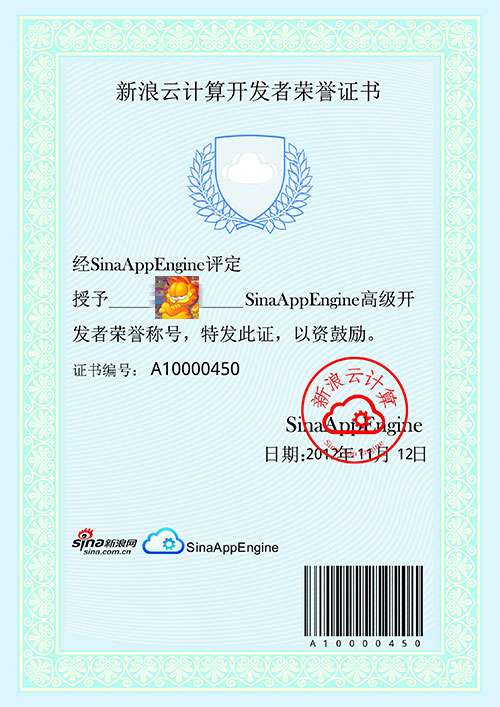 新浪云计算开发者荣誉证书
经SinaAppEngine评定
授予____________SinaAppEngine高级开
发者荣誉称号，特发此证，以资鼓励。
证书编号： A10000450
新浪云计算
SinaAppEngine
Sina App Engine
日期:2012年11月 12日
sina新浪网
sina.com.cn
SinaAppEngine
A10000450